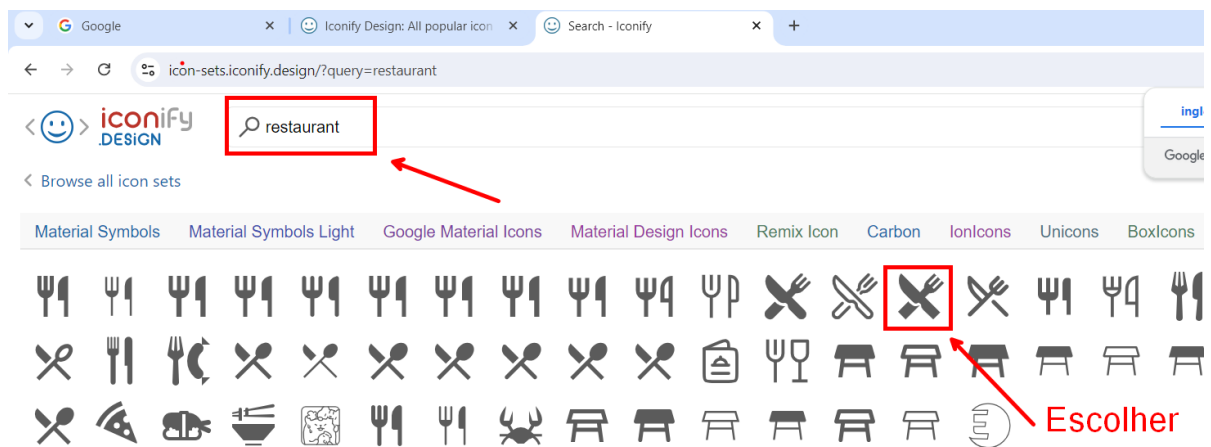 Google
Iconify Design: All popular icon
Search - Iconify
icon-sets.iconify.design/?query=restaurant
iconify
.DESiGN
restaurant
ingl
Google
Browse all icon sets
Material Symbols Material Symbols Light Google Material Icons Material Design Icons Remix Icon Carbon IonIcons Unicons BoxIcons
Escolher